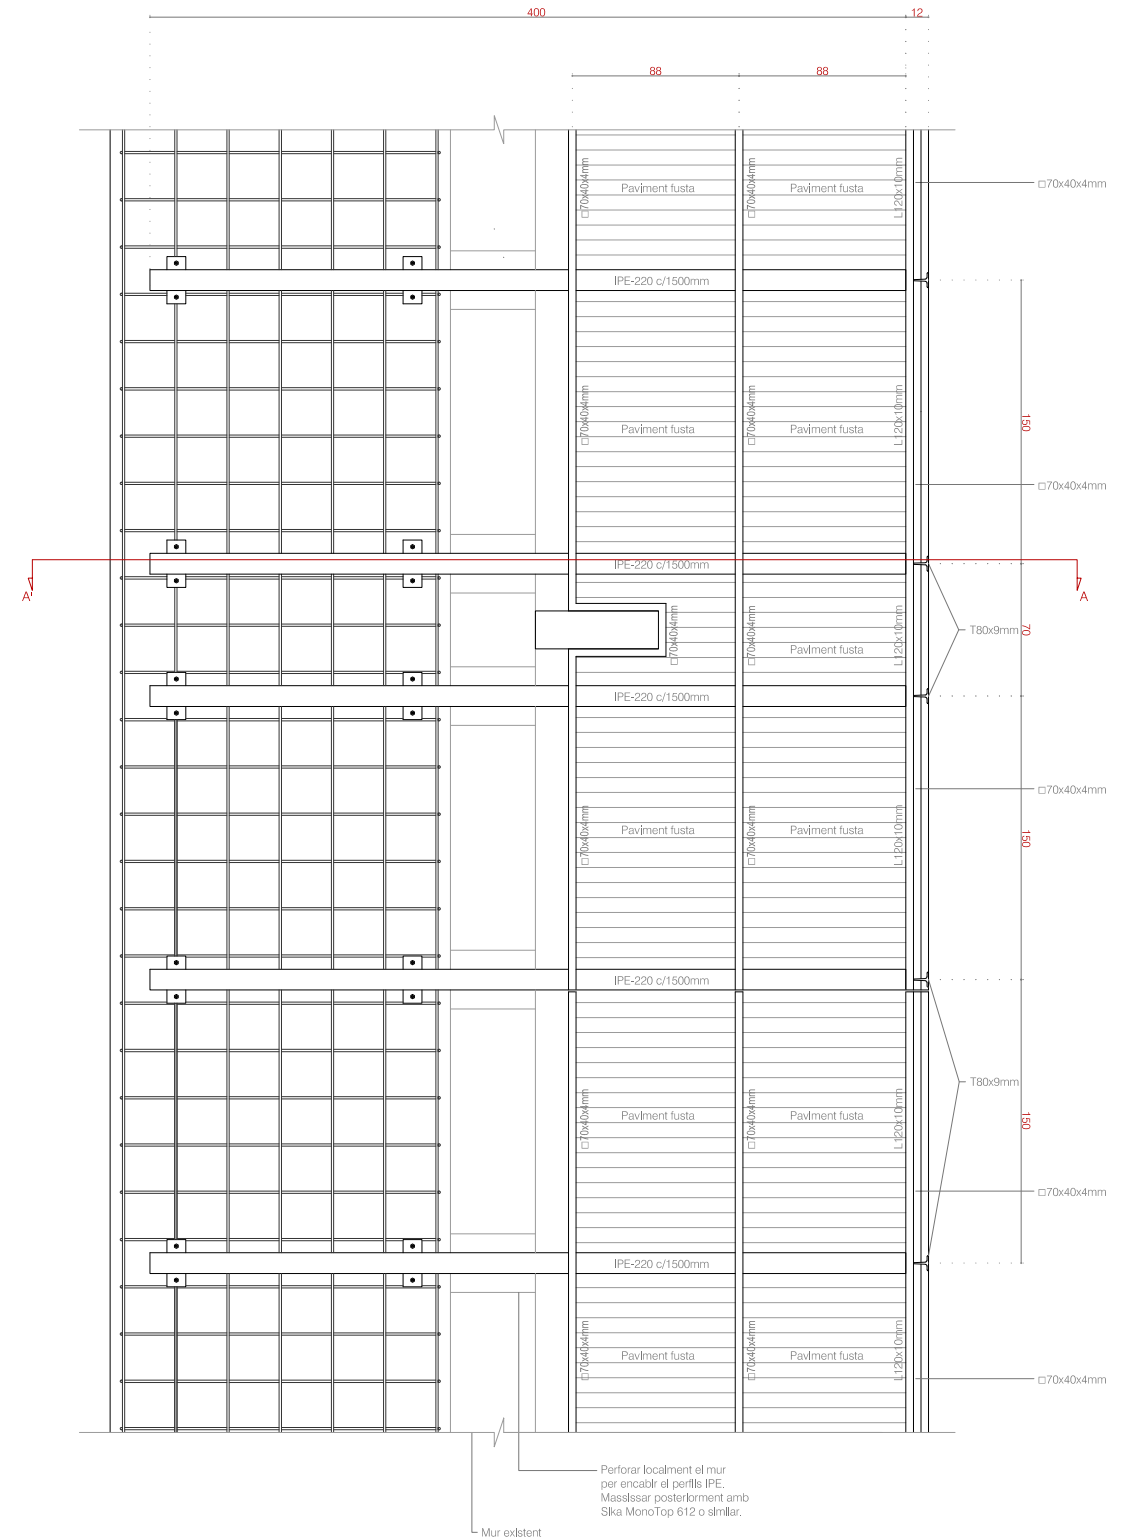 400
12
88
88
□70x40x4mm
Paviment fusta
□70x40x4mm
Paviment fusta
L120x10mm
□70x40x4mm
IPE-220 c/1500mm
□70x40x4mm
Paviment fusta
□70x40x4mm
Paviment fusta
L120x10mm
150
□70x40x4mm
IPE-220 c/1500mm
A'
A
□70x40x4mm
□70x40x4mm
Paviment fusta
L120x10mm
T80x9mm
70
IPE-220 c/1500mm
□70x40x4mm
□70x40x4mm
Paviment fusta
□70x40x4mm
Paviment fusta
L120x10mm
150
IPE-220 c/1500mm
T80x9mm
□70x40x4mm
Paviment fusta
□70x40x4mm
Paviment fusta
L120x10mm
150
□70x40x4mm
IPE-220 c/1500mm
□70x40x4mm
Paviment fusta
□70x40x4mm
Paviment fusta
L120x10mm
□70x40x4mm
Perforar localment el mur
per encabir el perfils IPE.
Massissar posteriorment amb
Sika MonoTop 612 o similar.
Mur existent